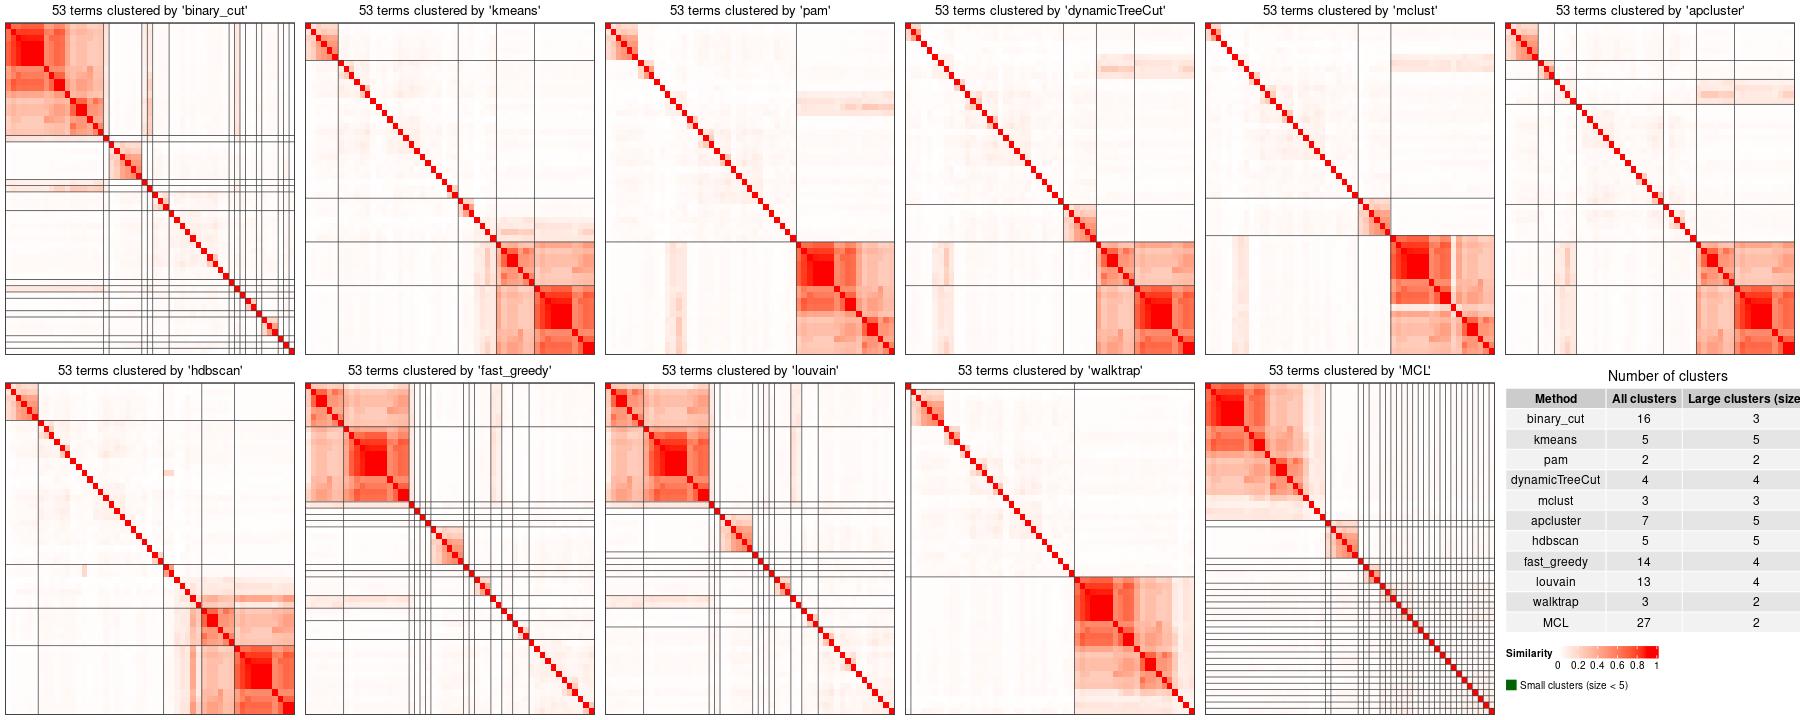 53 terms clustered by 'binary_cut'
53 terms clustered by 'kmeans'
53 terms clustered by 'pam'
53 terms clustered by 'dynamicTreeCut'
53 terms clustered by 'mclust'
53 terms clustered by 'apcluster'
53 terms clustered by 'hdbscan'
53 terms clustered by 'fast_greedy'
53 terms clustered by 'louvain'
53 terms clustered by 'walktrap'
53 terms clustered by 'MCL'
Number of clusters
Method All clusters Large clusters (size
binary_cut 16 3
kmeans 5 5
pam 2 2
dynamicTreeCut 4 4
mclust 3 3
apcluster 7 5
hdbscan 5 5
fast_greedy 14 4
louvain 13 4
walktrap 3 2
MCL 27 2
Similarity
0 0.2 0.4 0.6 0.8 1
Small clusters (size < 5)